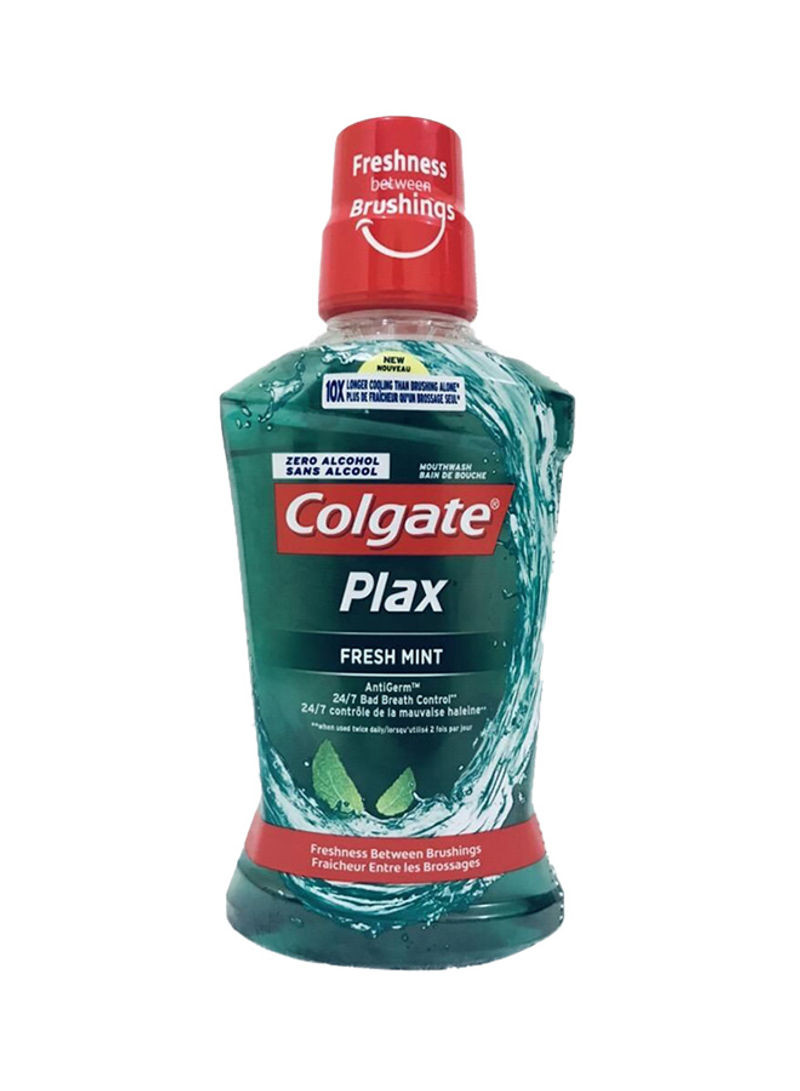 Freshness
between
Brushings
NEW
NOUVEAU
10X LONGER COOLING THAN BRUSHING ALONE*
PLUS DE FRAÎCHEUR QU'UN BROSSAGE SEUL*
ZERO ALCOHOL
SANS ALCOOL
MOUTHWASH
BAIN DE BOUCHE
Colgate®
Plax
FRESH MINT
AntiGerm™
24/7 Bad Breath Control**
24/7 contrôle de la mauvaise haleine**
**when used twice daily/lorsqu'utilisé 2 fois par jour
Freshness Between Brushings
Fraicheur Entre les Brossages